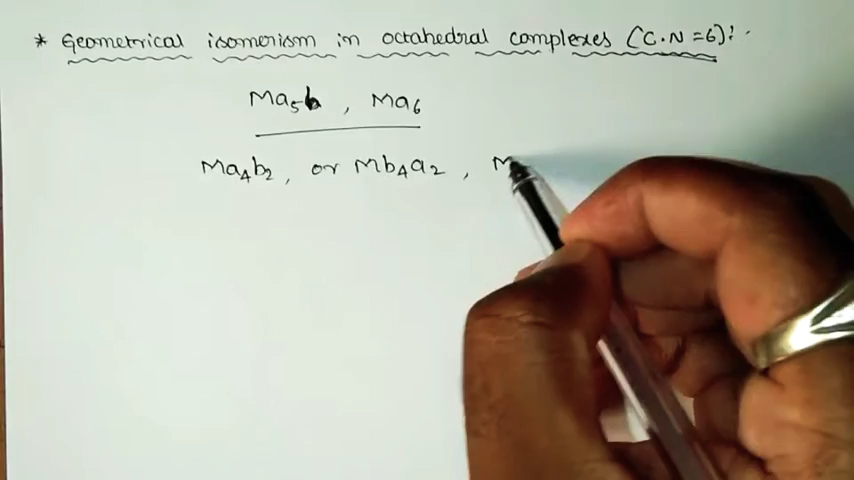 * Geometrical isomerism in octahedral complexes (C.N=6):-
Ma₅b , Ma₆
Ma₄b₂, or Mb₄a₂ , M